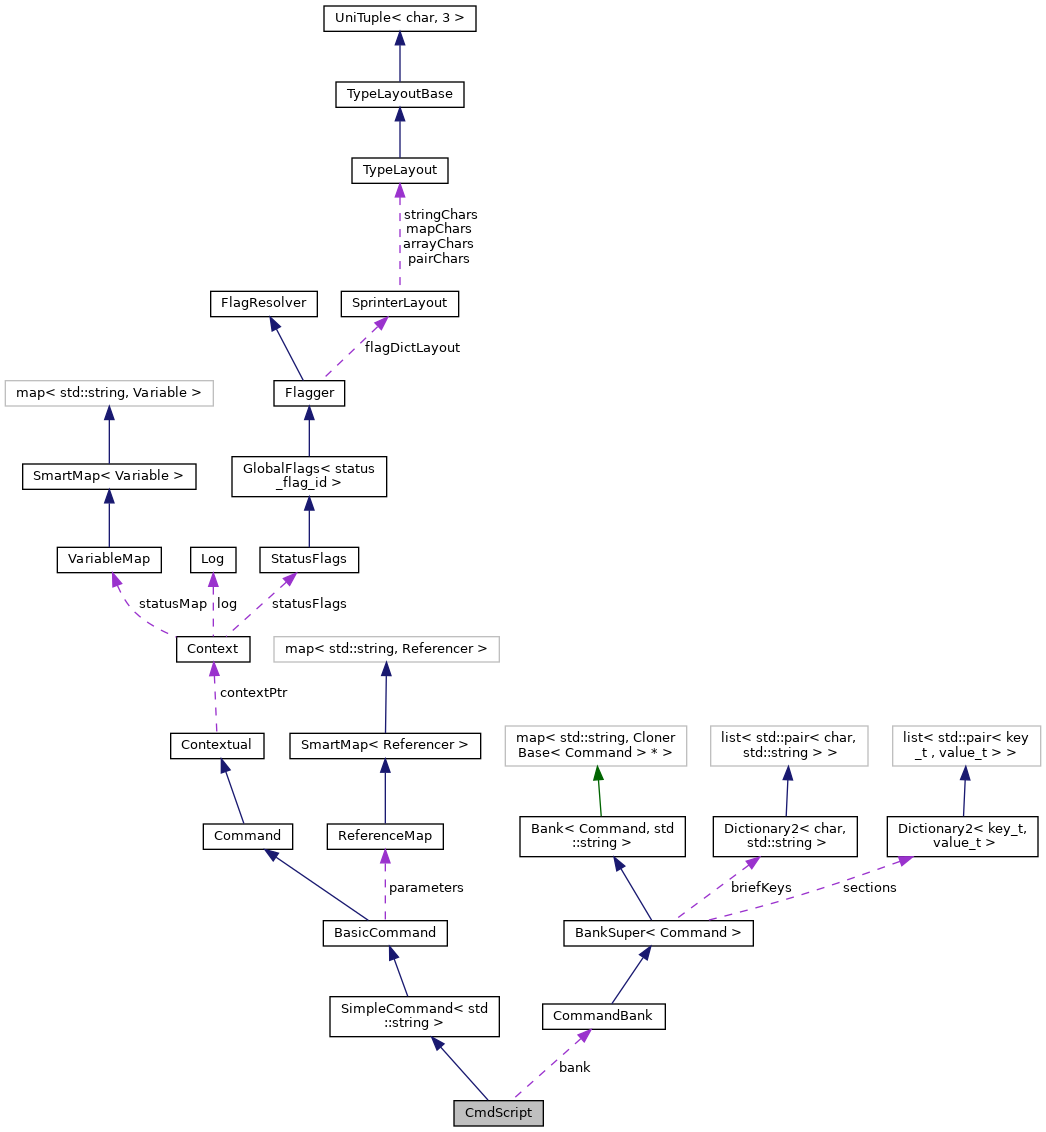 UniTuple< char, 3 >
TypeLayoutBase
TypeLayout
stringChars
mapChars
arrayChars
pairChars
FlagResolver
SprinterLayout
flagDictLayout
map< std::string, Variable >
Flagger
SmartMap< Variable >
GlobalFlags< status
_flag_id >
VariableMap
Log
StatusFlags
statusMap
log
statusFlags
Context
map< std::string, Referencer >
contextPtr
Contextual
SmartMap< Referencer >
map< std::string, Cloner
Base< Command > * >
list< std::pair< char,
std::string > >
list< std::pair< key
_t , value_t > >
Command
ReferenceMap
Bank< Command, std
::string >
Dictionary2< char,
std::string >
Dictionary2< key_t,
value_t >
parameters
briefKeys
sections
BasicCommand
BankSuper< Command >
SimpleCommand< std
::string >
CommandBank
bank
CmdScript